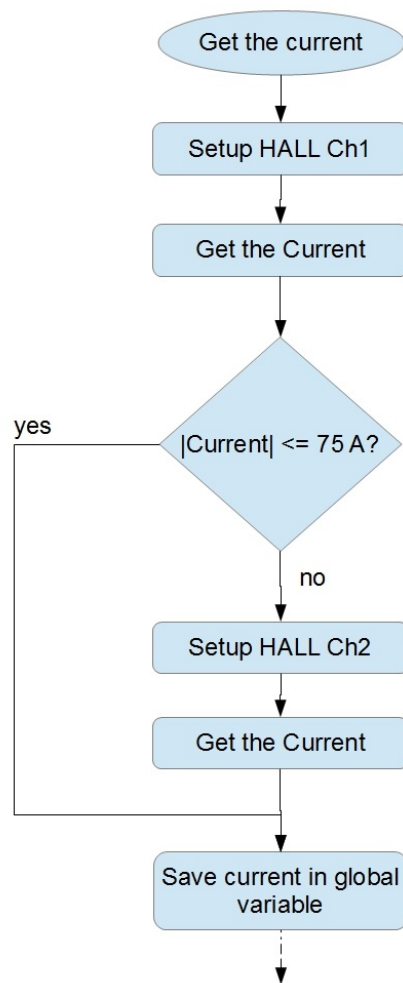 Get the current
Setup HALL Ch1
Get the Current
yes
|Current| <= 75 A?
no
Setup HALL Ch2
Get the Current
Save current in global
variable